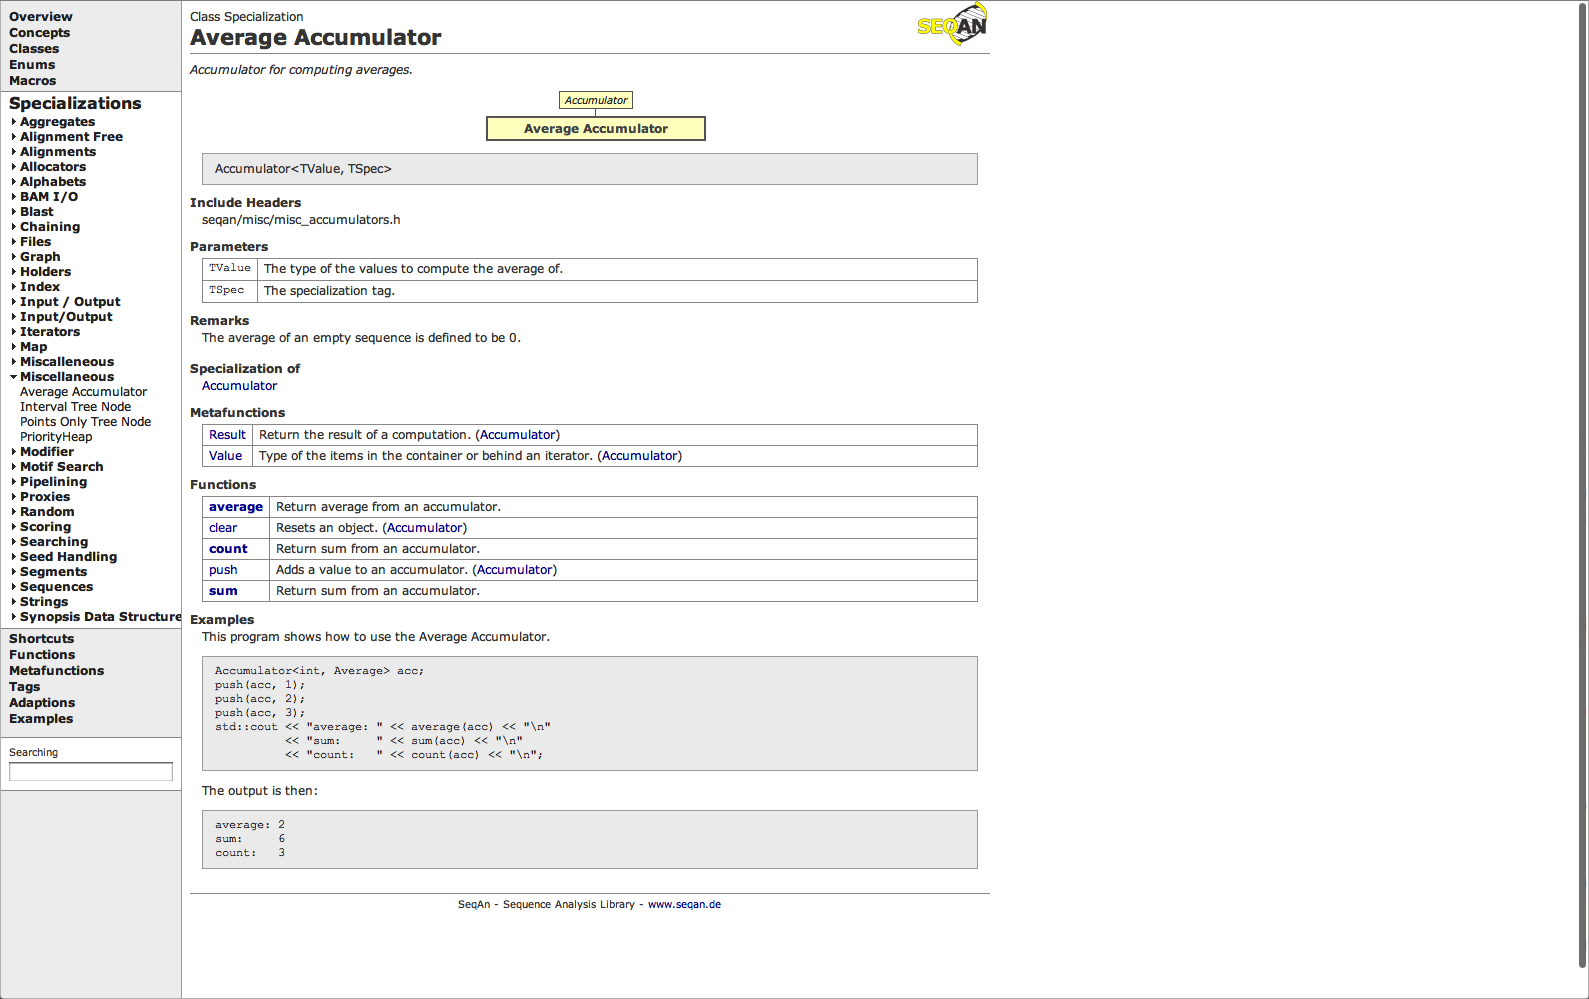 Overview
Concepts
Classes
Enums
Macros
Specializations
Aggregates
Alignment Free
Alignments
Allocators
Alphabets
BAM I/O
Blast
Chaining
Files
Graph
Holders
Index
Input / Output
Input/Output
Iterators
Map
Miscalleneous
Miscellaneous
Average Accumulator
Interval Tree Node
Points Only Tree Node
PriorityHeap
Modifier
Motif Search
Pipelining
Proxies
Random
Scoring
Searching
Seed Handling
Segments
Sequences
Strings
Synopsis Data Structure
Shortcuts
Functions
Metafunctions
Tags
Adaptions
Examples
Searching
Class Specialization
Average Accumulator
SEQAN
Accumulator for computing averages.
Accumulator
Average Accumulator
Accumulator<TValue, TSpec>
Include Headers
seqan/misc/misc_accumulators.h
Parameters
TValue The type of the values to compute the average of.
TSpec The specialization tag.
Remarks
The average of an empty sequence is defined to be 0.
Specialization of
Accumulator
Metafunctions
Result Return the result of a computation. (Accumulator)
Value Type of the items in the container or behind an iterator. (Accumulator)
Functions
average Return average from an accumulator.
clear Resets an object. (Accumulator)
count Return sum from an accumulator.
push Adds a value to an accumulator. (Accumulator)
sum Return sum from an accumulator.
Examples
This program shows how to use the Average Accumulator.
Accumulator<int, Average> acc;
push(acc, 1);
push(acc, 2);
push(acc, 3);
std::cout << "average: " << average(acc) << "\n"
          << "sum:     " << sum(acc) << "\n"
          << "count:   " << count(acc) << "\n";
The output is then:
average: 2
sum:     6
count:   3
SeqAn - Sequence Analysis Library - www.seqan.de